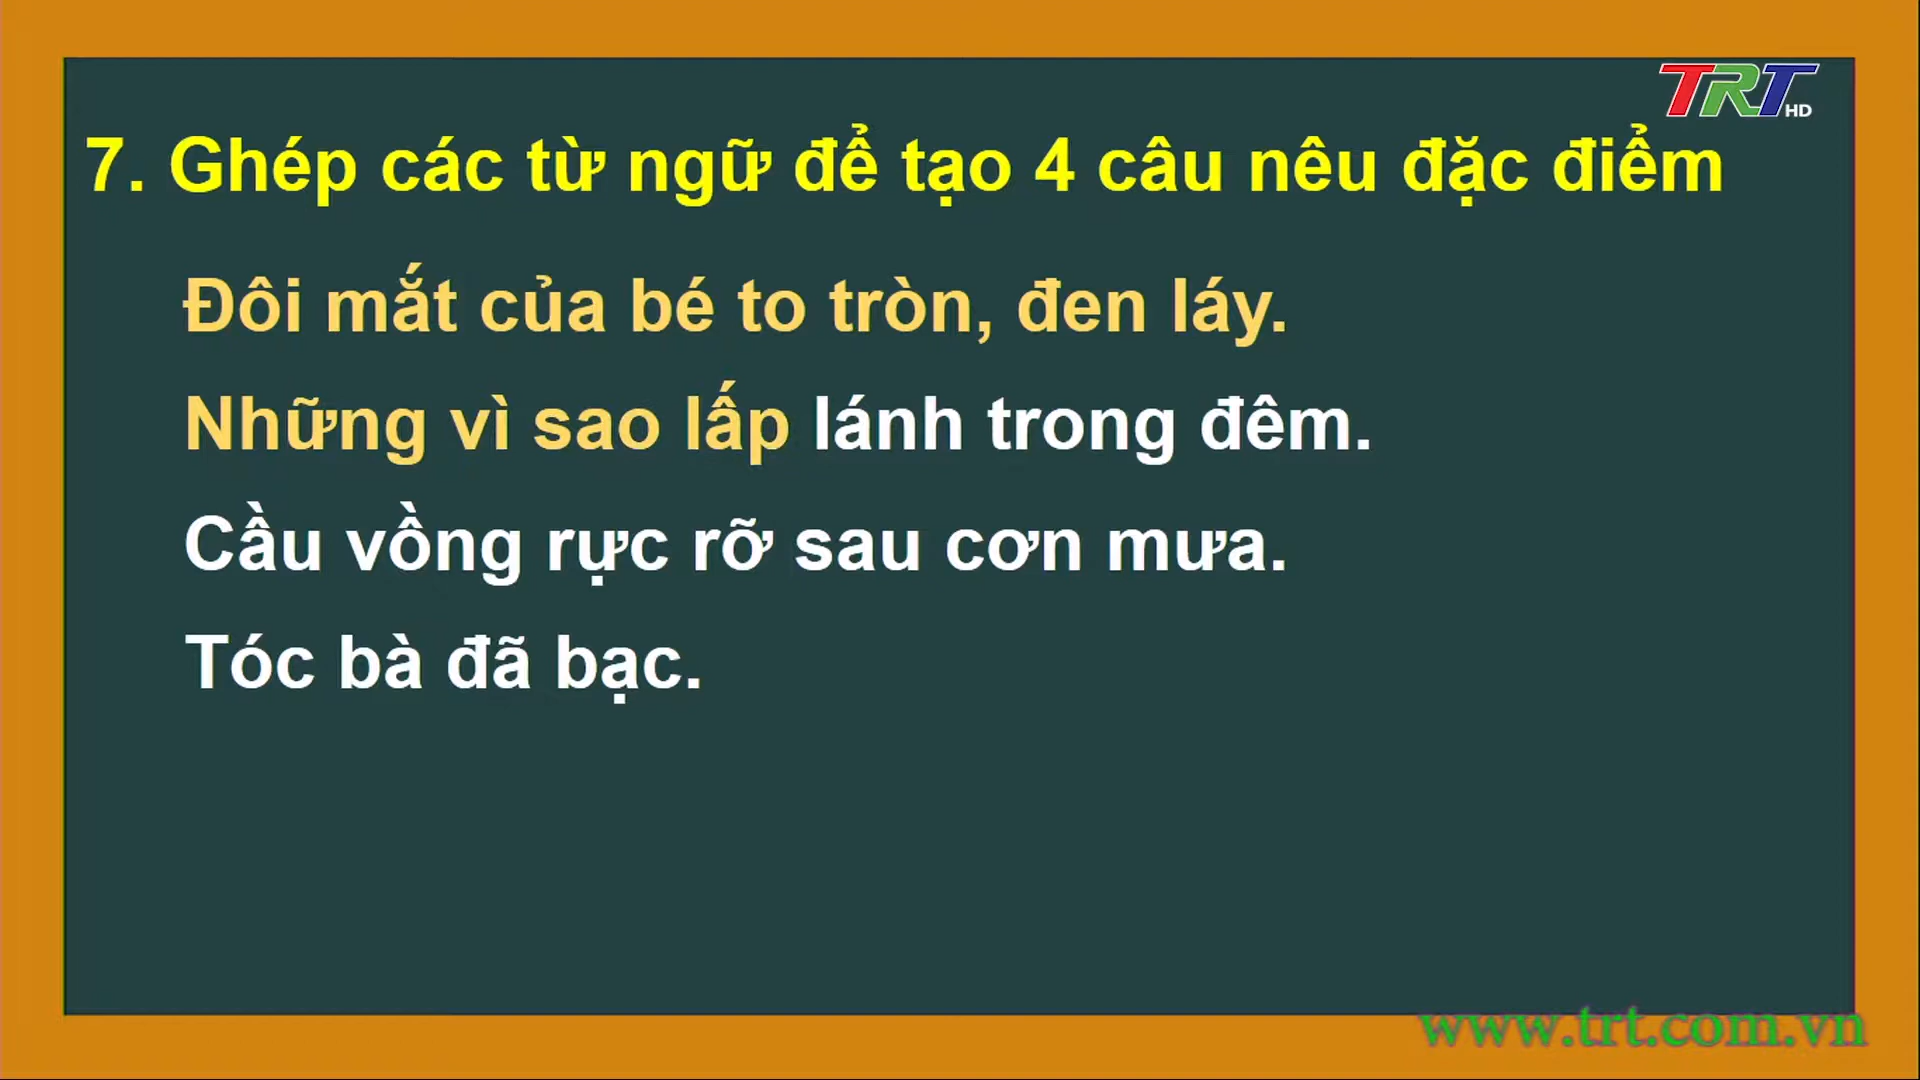 TRT HD
7. Ghép các từ ngữ để tạo 4 câu nêu đặc điểm
Đôi mắt của bé to tròn, đen láy.
Những vì sao lấp lánh trong đêm.
Cầu vồng rực rỡ sau cơn mưa.
Tóc bà đã bạc.
www.trt.com.vn